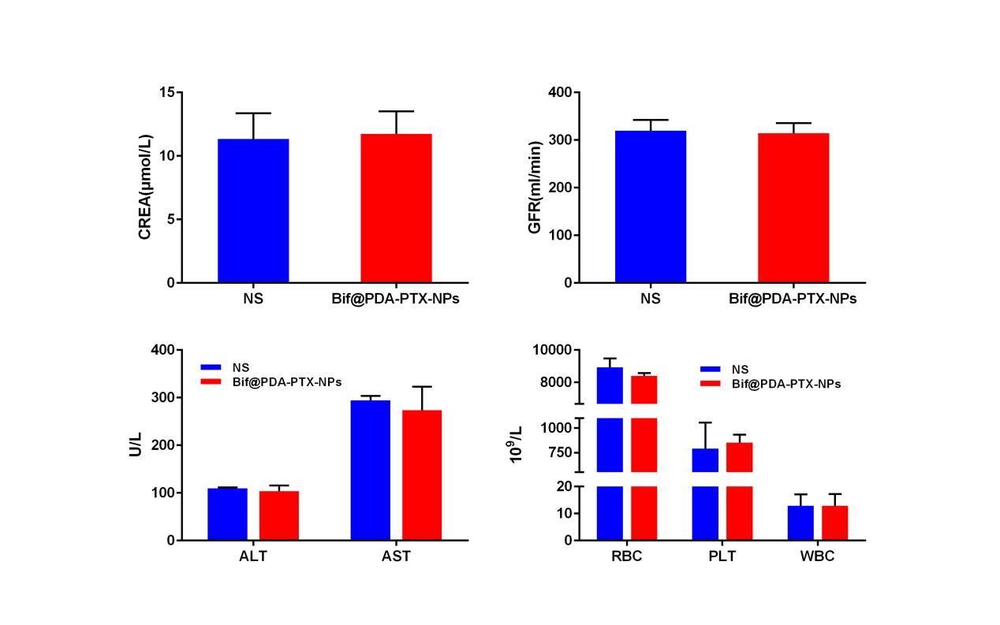 15
10
5
0
CREA(μmol/L)
NS
Bif@PDA-PTX-NPs
400
300
200
100
0
GFR(ml/min)
NS
Bif@PDA-PTX-NPs
400
300
200
100
0
U/L
NS
Bif@PDA-PTX-NPs
ALT
AST
10000
8000
1000
750
20
10
0
10⁹/L
NS
Bif@PDA-PTX-NPs
RBC
PLT
WBC